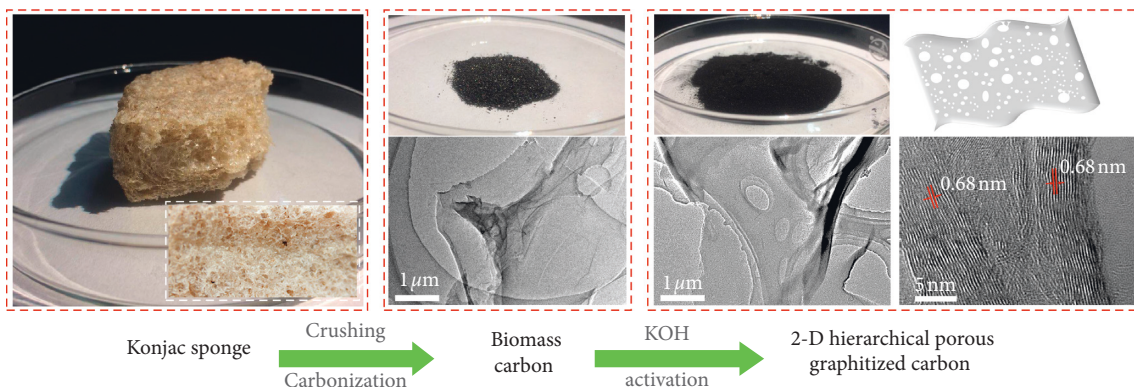 0.68 nm
0.68 nm
1 μm
1 μm
5 nm
Crushing
Konjac sponge
Carbonization
Biomass
carbon
KOH
activation
2-D hierarchical porous
graphitized carbon